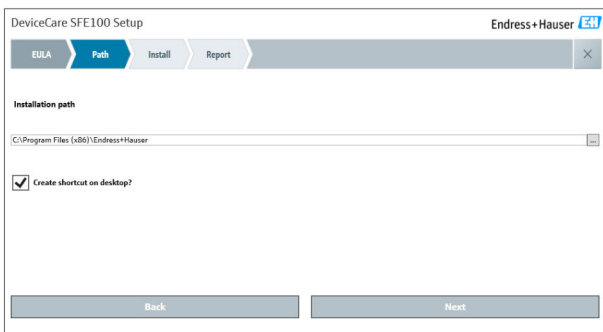 DeviceCare SFE100 Setup
Endress+Hauser EH
EULA Path Install Report
Installation path
C:\Program Files (x86)\Endress+Hauser
...
Create shortcut on desktop?
Back Next